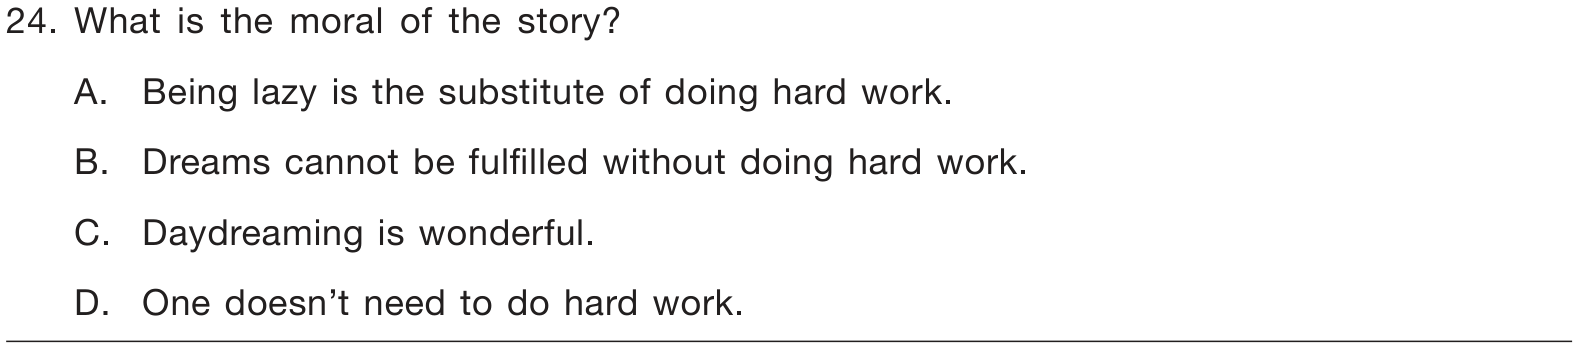 24. What is the moral of the story?
A. Being lazy is the substitute of doing hard work.
B. Dreams cannot be fulfilled without doing hard work.
C. Daydreaming is wonderful.
D. One doesn’t need to do hard work.